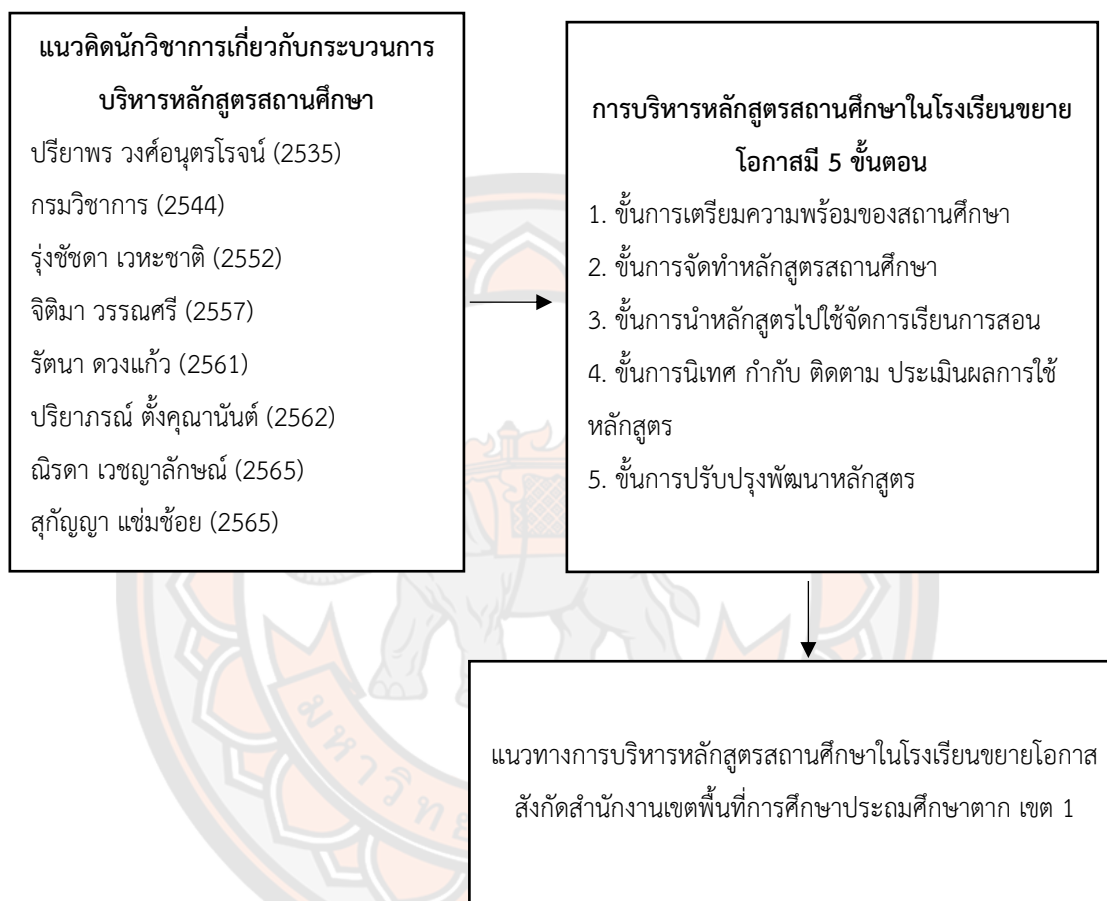 แนวคิดนักวิชาการเกี่ยวกับกระบวนการ
บริหารหลักสูตรสถานศึกษา
ปรียาพร วงศ์อนุตรโรจน์ (2535)
กรมวิชาการ (2544)
รุ่งชัชดา เวหะชาติ (2552)
จิติมา วรรณศรี (2557)
รัตนา ดวงแก้ว (2561)
ปริยาภรณ์ ตั้งคุณานันต์ (2562)
ณิรดา เวชญาลักษณ์ (2565)
สุกัญญา แช่มช้อย (2565)
การบริหารหลักสูตรสถานศึกษาในโรงเรียนขยาย
โอกาสมี 5 ขั้นตอน
1. ขั้นการเตรียมความพร้อมของสถานศึกษา
2. ขั้นการจัดทำหลักสูตรสถานศึกษา
3. ขั้นการนำหลักสูตรไปใช้จัดการเรียนการสอน
4. ขั้นการนิเทศ กำกับ ติดตาม ประเมินผลการใช้
หลักสูตร
5. ขั้นการปรับปรุงพัฒนาหลักสูตร
แนวทางการบริหารหลักสูตรสถานศึกษาในโรงเรียนขยายโอกาส
สังกัดสำนักงานเขตพื้นที่การศึกษาประถมศึกษาตาก เขต 1